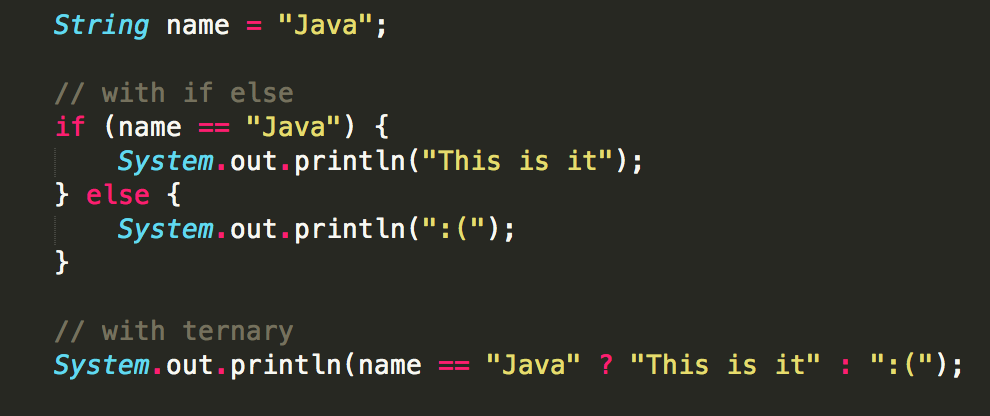 String name = "Java";
// with if else
if (name == "Java") {
System.out.println("This is it");
} else {
System.out.println(":(");
}
// with ternary
System.out.println(name == "Java" ? "This is it" : ":(");